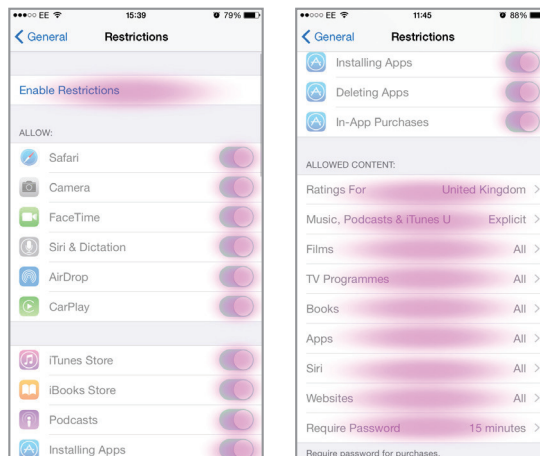 EE 15:39 79%
General Restrictions
Enable Restrictions
ALLOW:
Safari
Camera
FaceTime
Siri & Dictation
AirDrop
CarPlay
iTunes Store
iBooks Store
Podcasts
Installing Apps
EE 11:45 88%
General Restrictions
Installing Apps
Deleting Apps
In-App Purchases
ALLOWED CONTENT:
Ratings For United Kingdom
Music, Podcasts & iTunes U Explicit
Films All
TV Programmes All
Books All
Apps All
Siri All
Websites All
Require Password 15 minutes
Require password for purchases.